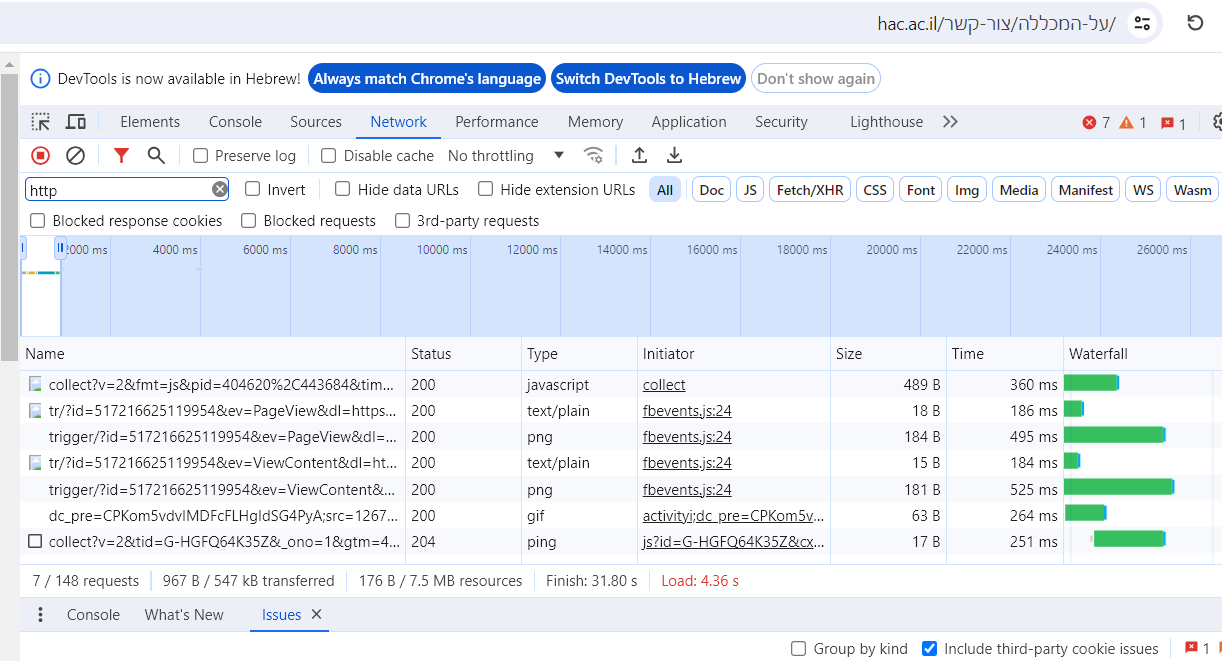 hac.ac.il/על-המכללה/צור-קשר/
DevTools is now available in Hebrew! Always match Chrome's language Switch DevTools to Hebrew Don't show again
Elements Console Sources Network Performance Memory Application Security Lighthouse 7 1 1
Preserve log Disable cache No throttling
http Invert Hide data URLs Hide extension URLs All Doc JS Fetch/XHR CSS Font Img Media Manifest WS Wasm
Blocked response cookies Blocked requests 3rd-party requests
2000 ms 4000 ms 6000 ms 8000 ms 10000 ms 12000 ms 14000 ms 16000 ms 18000 ms 20000 ms 22000 ms 24000 ms 26000 ms
Name Status Type Initiator Size Time Waterfall
collect?v=2&fmt=js&pid=404620%2C443684&tim... 200 javascript collect 489 B 360 ms
tr/?id=517216625119954&ev=PageView&dl=https... 200 text/plain fbevents.js:24 18 B 186 ms
trigger/?id=517216625119954&ev=PageView&dl=... 200 png fbevents.js:24 184 B 495 ms
tr/?id=517216625119954&ev=ViewContent&dl=ht... 200 text/plain fbevents.js:24 15 B 184 ms
trigger/?id=517216625119954&ev=ViewContent&... 200 png fbevents.js:24 181 B 525 ms
dc_pre=CPKom5vdvIMDFcFLHgIdSG4PyA;src=1267... 200 gif activityi;dc_pre=CPKom5v... 63 B 264 ms
collect?v=2&tid=G-HGFQ64K35Z&_ono=1&gtm=4... 204 ping js?id=G-HGFQ64K35Z&cx... 17 B 251 ms
7 / 148 requests 967 B / 547 kB transferred 176 B / 7.5 MB resources Finish: 31.80 s Load: 4.36 s
Console What's New Issues
Group by kind Include third-party cookie issues 1